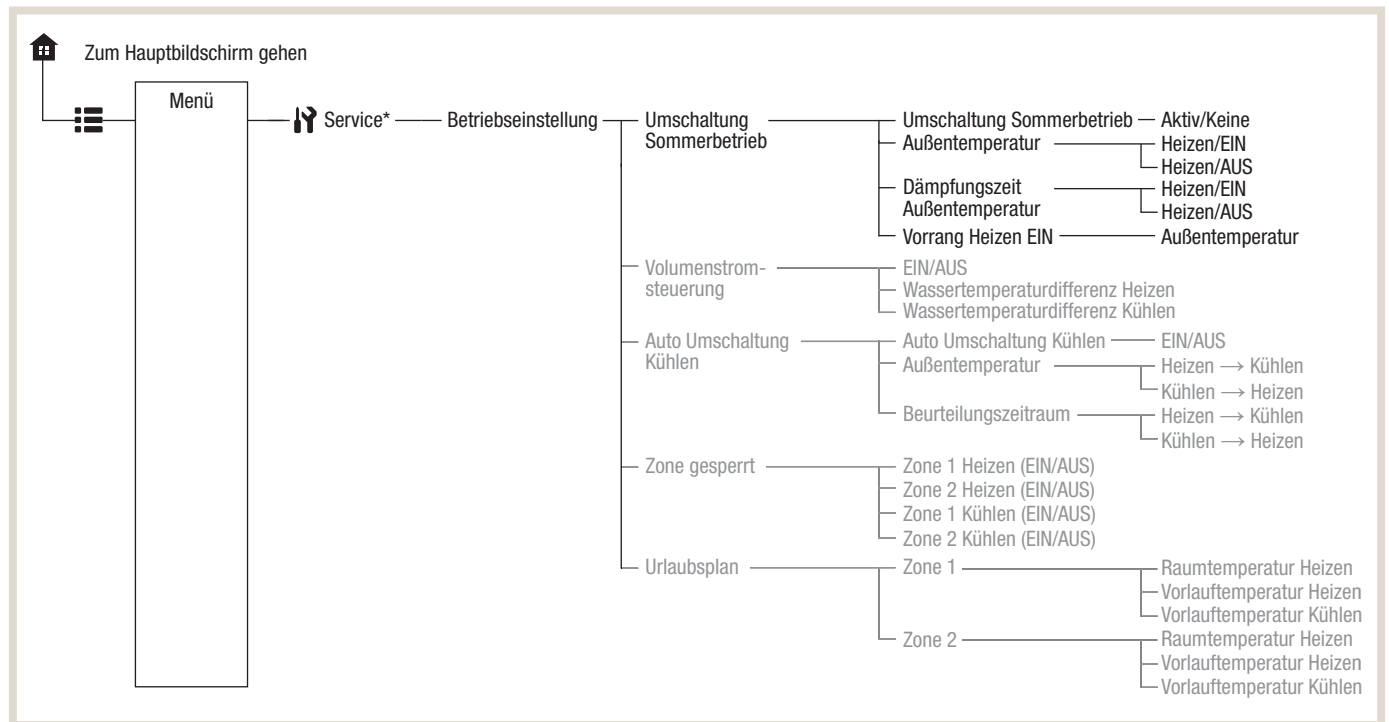 Zum Hauptbildschirm gehen
Menü
Service*
Betriebseinstellung
Umschaltung
Sommerbetrieb
Umschaltung Sommerbetrieb
Aktiv/Keine
Außentemperatur
Heizen/EIN
Heizen/AUS
Dämpfungszeit
Außentemperatur
Heizen/EIN
Heizen/AUS
Vorrang Heizen EIN
Außentemperatur
Volumenstrom-
steuerung
EIN/AUS
Wassertemperaturdifferenz Heizen
Wassertemperaturdifferenz Kühlen
Auto Umschaltung
Kühlen
Auto Umschaltung Kühlen
EIN/AUS
Außentemperatur
Heizen → Kühlen
Kühlen → Heizen
Beurteilungszeitraum
Heizen → Kühlen
Kühlen → Heizen
Zone gesperrt
Zone 1 Heizen (EIN/AUS)
Zone 2 Heizen (EIN/AUS)
Zone 1 Kühlen (EIN/AUS)
Zone 2 Kühlen (EIN/AUS)
Urlaubsplan
Zone 1
Raumtemperatur Heizen
Vorlauftemperatur Heizen
Vorlauftemperatur Kühlen
Zone 2
Raumtemperatur Heizen
Vorlauftemperatur Heizen
Vorlauftemperatur Kühlen